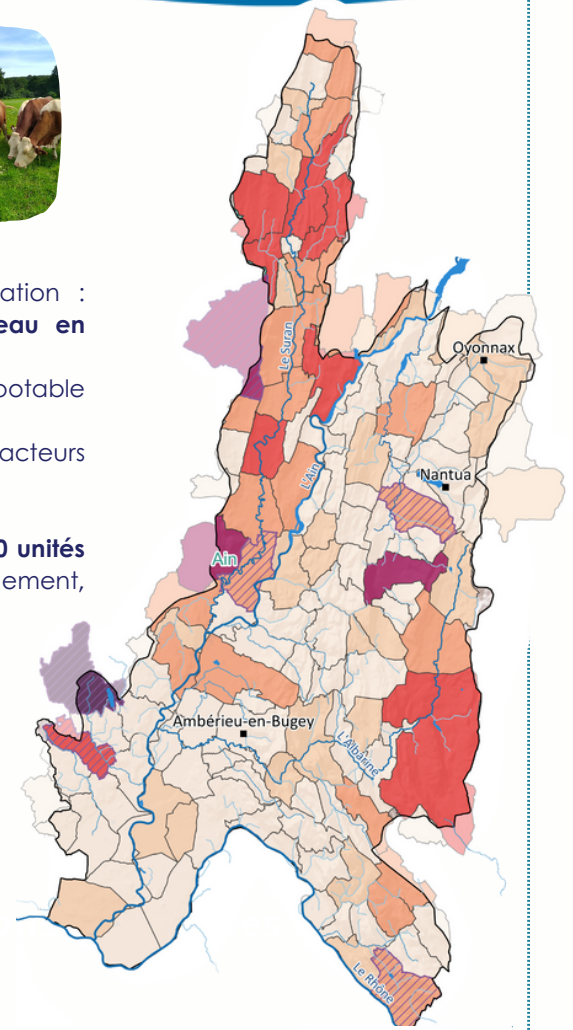 ation :
eau en
potable
acteurs
0 unités
ement,
Oyonnax
Le Suran
L'Ain
Nantua
Ain
Ambérieu-en-Bugey
L'Albarine
Le Rhône